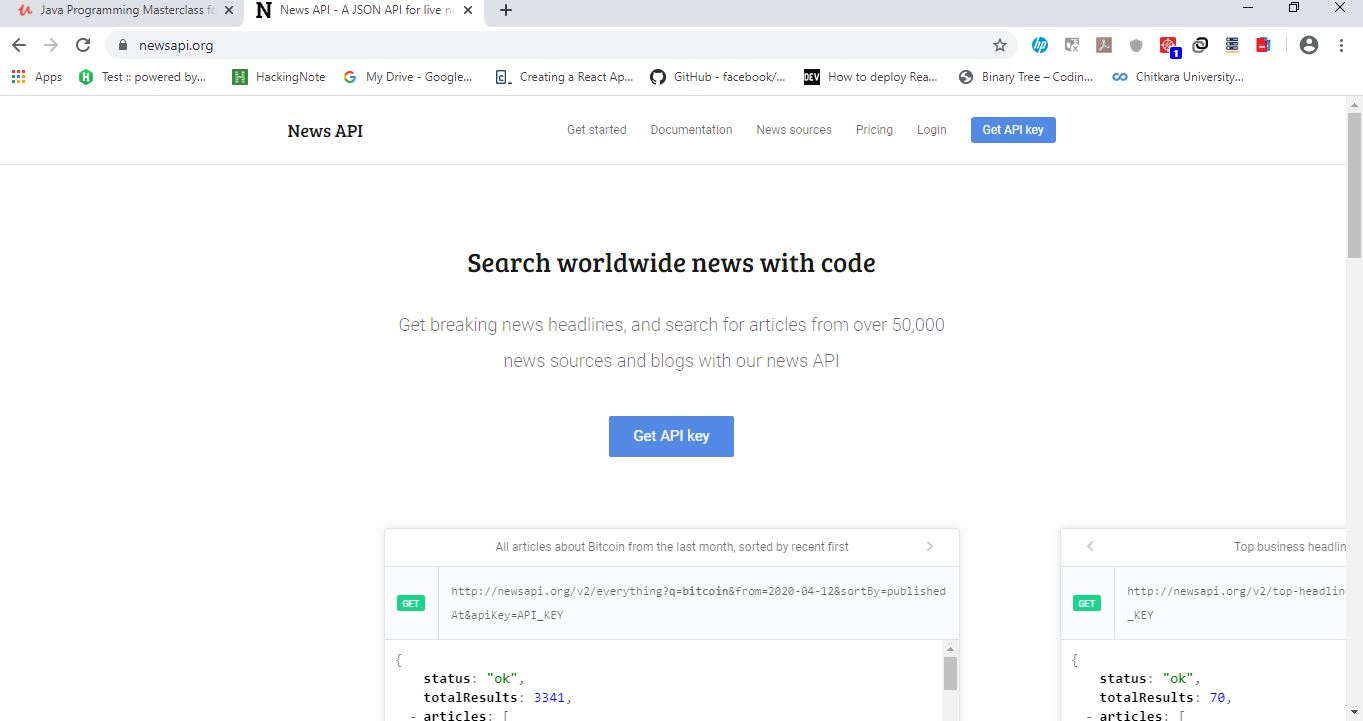 Java Programming Masterclass fo
News API - A JSON API for live ne
newsapi.org
1
Apps
Test :: powered by...
HackingNote
My Drive - Google...
Creating a React Ap...
GitHub - facebook/...
DEV
How to deploy Rea...
Binary Tree – Codin...
Chitkara University...
News API
Get started
Documentation
News sources
Pricing
Login
Get API key
Search worldwide news with code
Get breaking news headlines, and search for articles from over 50,000
news sources and blogs with our news API
Get API key
All articles about Bitcoin from the last month, sorted by recent first
GET
http://newsapi.org/v2/everything?q=bitcoin&from=2020-04-12&sortBy=published
At&apiKey=API_KEY
{
status: "ok",
totalResults: 3341,
- articles: [
Top business headlin
GET
http://newsapi.org/v2/top-headlin
_KEY
{
status: "ok",
totalResults: 70,
- articles: [